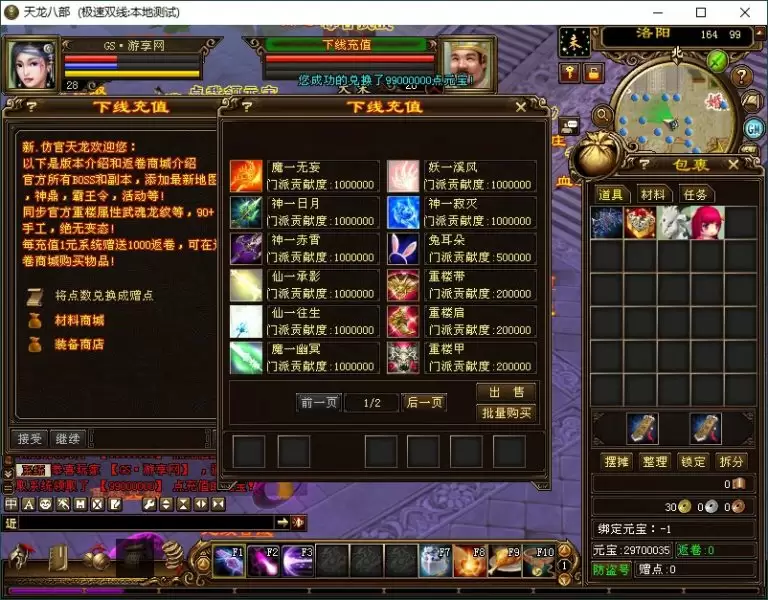 天龙八部 (极速双线:本地测试)
GS·游享网
28
下线充值
您成功的兑换了99000000点元宝!
洛阳
164 99
北
下线充值
新.仿官天龙欢迎您：
以下是版本介绍和返卷商城介绍
官方所有BOSS和副本，添加最新地图
，神鼎，霸王令，活动等！
同步官方重楼属性武魂龙纹等，90+
手工，绝无变态！
每充值1元系统赠送1000返卷，可在
卷商城购买物品！
将点数兑换成赠点
材料商城
装备商店
接受
继续
下线充值
魔一无妄
门派贡献度:1000000
妖一溪风
门派贡献度:1000000
神一日月
门派贡献度:1000000
神一寂灭
门派贡献度:1000000
神一赤霄
门派贡献度:1000000
兔耳朵
门派贡献度:500000
仙一承影
门派贡献度:1000000
重楼带
门派贡献度:200000
仙一往生
门派贡献度:1000000
重楼肩
门派贡献度:200000
魔一幽冥
门派贡献度:1000000
重楼甲
门派贡献度:200000
前一页
1/2
后一页
出 售
批量购买
包裹
道具
材料
任务
摆摊
整理
锁定
拆分
0
30 0 0
绑定元宝：-1
元宝:29700035
返卷:0
防盗号
赠点:0
近
F1
F2
F3
F7
F8
F9
F10
1